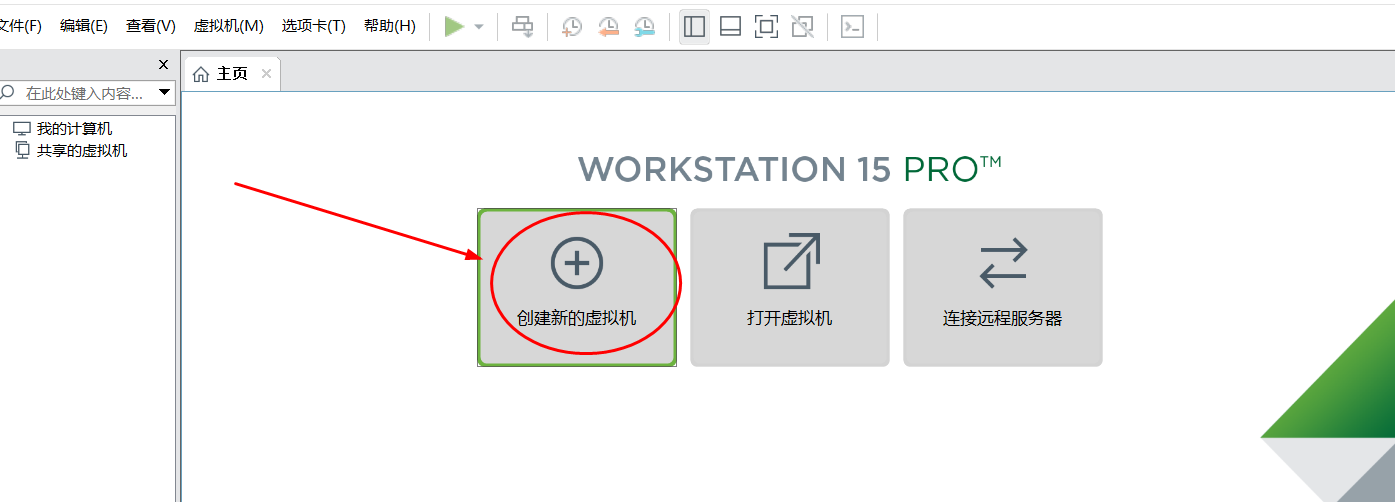 文件(F) 编辑(E) 查看(V) 虚拟机(M) 选项卡(T) 帮助(H)
主页
在此处键入内容...
我的计算机
共享的虚拟机
WORKSTATION 15 PRO™
创建新的虚拟机 打开虚拟机 连接远程服务器